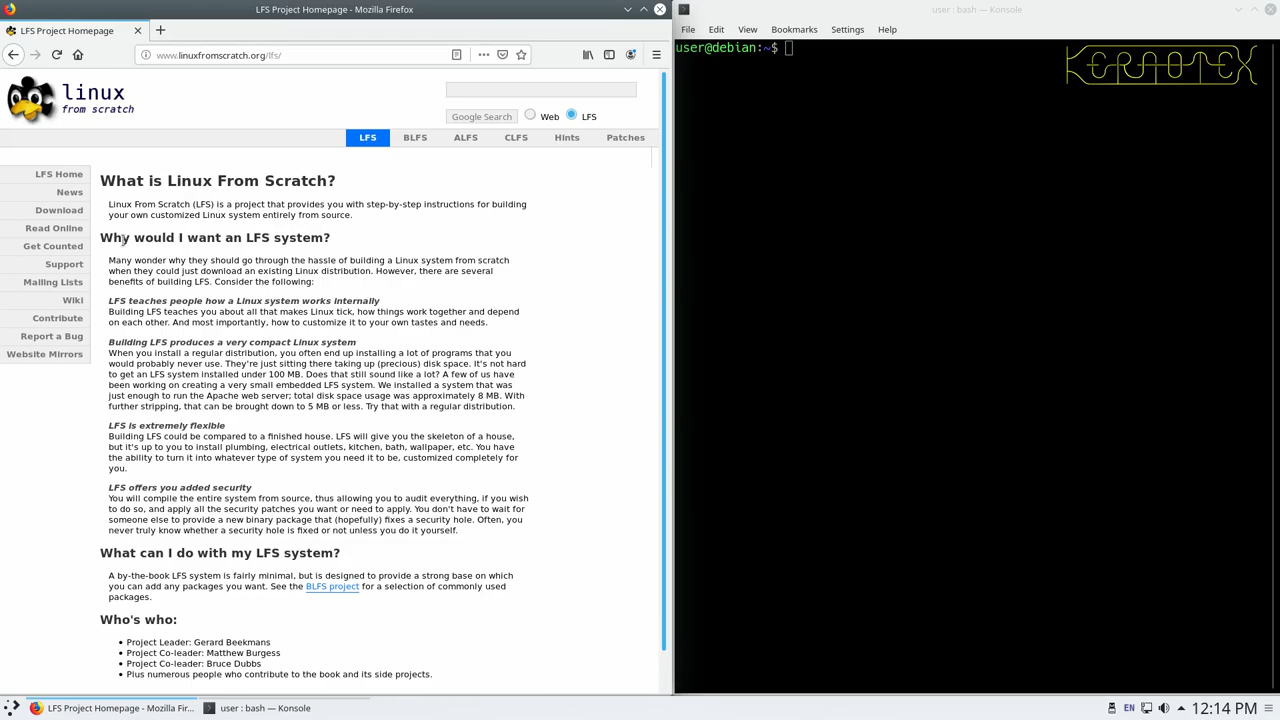 LFS Project Homepage - Mozilla Firefox
LFS Project Homepage
www.linuxfromscratch.org/lfs/
linux
from scratch
Google Search Web LFS
LFS BLFS ALFS CLFS Hints Patches
LFS Home
News
Download
Read Online
Get Counted
Support
Mailing Lists
Wiki
Contribute
Report a Bug
Website Mirrors
What is Linux From Scratch?
Linux From Scratch (LFS) is a project that provides you with step-by-step instructions for building
your own customized Linux system entirely from source.
Why would I want an LFS system?
Many wonder why they should go through the hassle of building a Linux system from scratch
when they could just download an existing Linux distribution. However, there are several
benefits of building LFS. Consider the following:
LFS teaches people how a Linux system works internally
Building LFS teaches you about all that makes Linux tick, how things work together and depend
on each other. And most importantly, how to customize it to your own tastes and needs.
Building LFS produces a very compact Linux system
When you install a regular distribution, you often end up installing a lot of programs that you
would probably never use. They're just sitting there taking up (precious) disk space. It's not hard
to get an LFS system installed under 100 MB. Does that still sound like a lot? A few of us have
been working on creating a very small embedded LFS system. We installed a system that was
just enough to run the Apache web server; total disk space usage was approximately 8 MB. With
further stripping, that can be brought down to 5 MB or less. Try that with a regular distribution.
LFS is extremely flexible
Building LFS could be compared to a finished house. LFS will give you the skeleton of a house,
but it's up to you to install plumbing, electrical outlets, kitchen, bath, wallpaper, etc. You have
the ability to turn it into whatever type of system you need it to be, customized completely for
you.
LFS offers you added security
You will compile the entire system from source, thus allowing you to audit everything, if you wish
to do so, and apply all the security patches you want or need to apply. You don't have to wait for
someone else to provide a new binary package that (hopefully) fixes a security hole. Often, you
never truly know whether a security hole is fixed or not unless you do it yourself.
What can I do with my LFS system?
A by-the-book LFS system is fairly minimal, but is designed to provide a strong base on which
you can add any packages you want. See the BLFS project for a selection of commonly used
packages.
Who's who:
• Project Leader: Gerard Beekmans
• Project Co-leader: Matthew Burgess
• Project Co-leader: Bruce Dubbs
• Plus numerous people who contribute to the book and its side projects.
user : bash — Konsole
File Edit View Bookmarks Settings Help
user@debian:~$
LFS Project Homepage - Mozilla Fir...
user : bash — Konsole
EN
12:14 PM